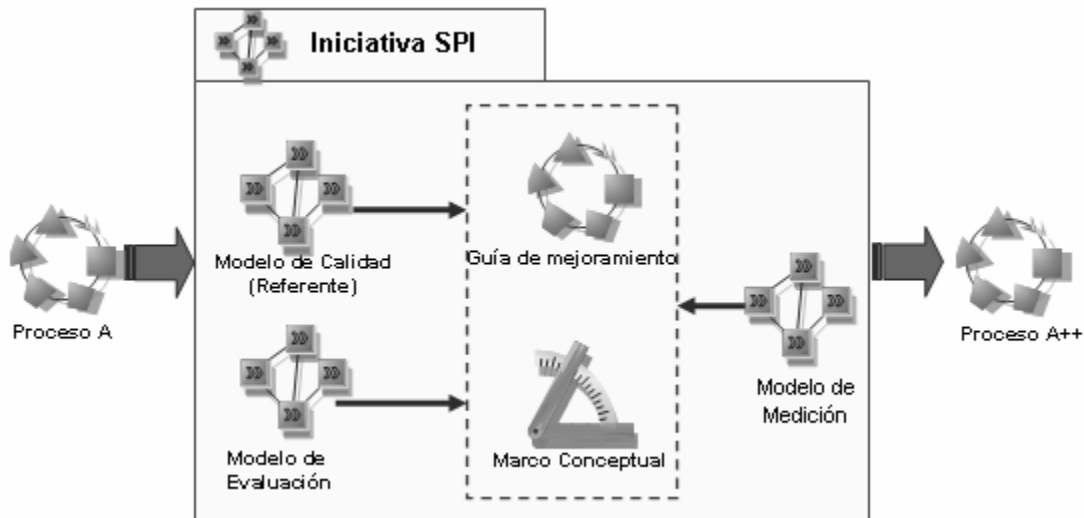 Iniciativa SPI
Proceso A
Modelo de Calidad
(Referente)
Guía de mejoramiento
Modelo de
Evaluación
Marco Conceptual
Modelo de
Medición
Proceso A++